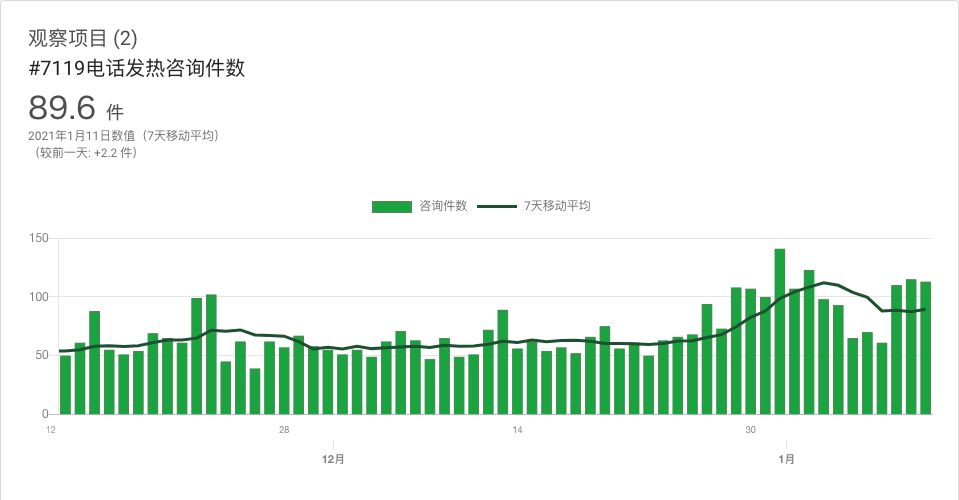 观察项目 (2)
#7119电话发热咨询件数
89.6 件
2021年1月11日数值（7天移动平均）
（较前一天: +2.2 件）
咨询件数 7天移动平均
150
100
50
0
12 28 14 30
12月 1月